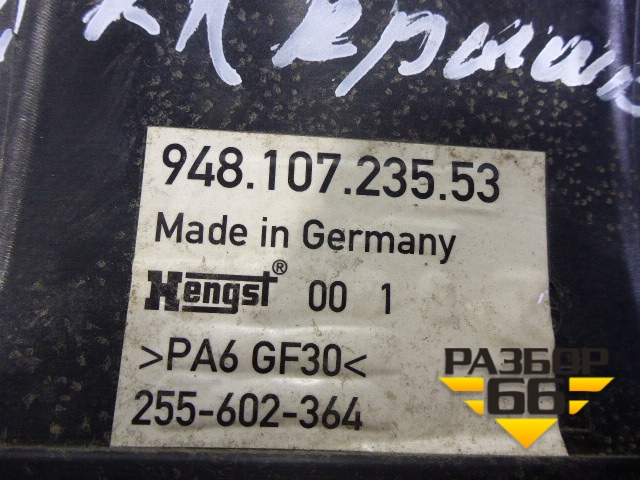 948.107.235.53
Made in Germany
Hengst® 00 1
>PA6 GF30<
255-602-364
РАЗБОР
66